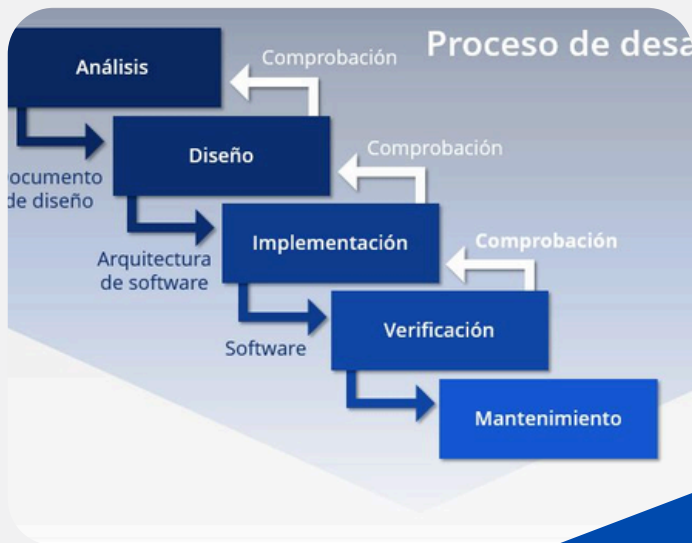 Proceso de desa
Análisis
Comprobación
Diseño
Comprobación
ocumento
de diseño
Implementación
Comprobación
Arquitectura
de software
Verificación
Software
Mantenimiento